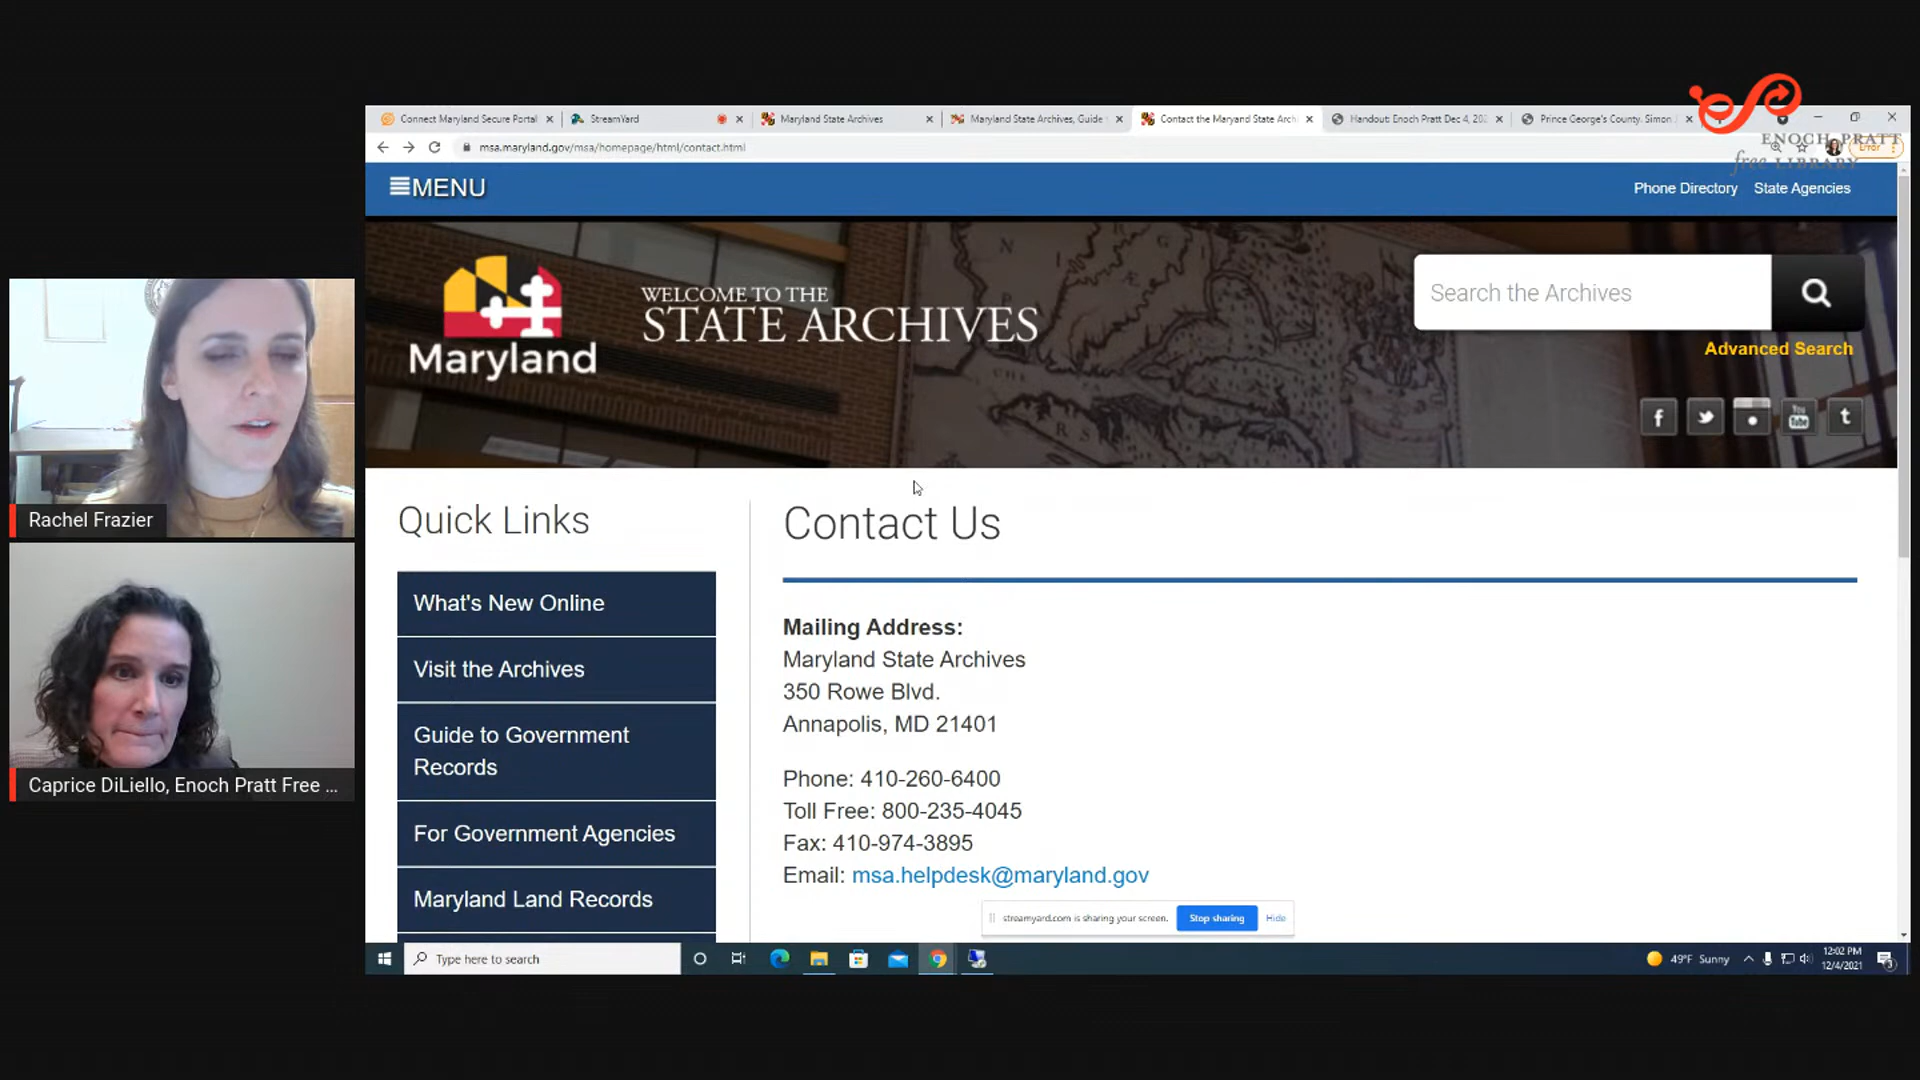 Connect Maryland Secure Portal
StreamYard
Maryland State Archives
Maryland State Archives, Guide
Contact the Maryand State Arch
Handout: Enoch Pratt Dec 4, 202
Prince George's County. Simon
ENOCH PRATT
free LIBRARY
msa.maryland.gov/msa/homepage/html/contact.html
Error
MENU
Phone Directory
State Agencies
Maryland
WELCOME TO THE
STATE ARCHIVES
Search the Archives
Advanced Search
f
You
Tube
t
Rachel Frazier
Caprice DiLiello, Enoch Pratt Free ...
Quick Links
What's New Online
Visit the Archives
Guide to Government
Records
For Government Agencies
Maryland Land Records
Contact Us
Mailing Address:
Maryland State Archives
350 Rowe Blvd.
Annapolis, MD 21401
Phone: 410-260-6400
Toll Free: 800-235-4045
Fax: 410-974-3895
Email: msa.helpdesk@maryland.gov
streamyard.com is sharing your screen.
Stop sharing
Hide
Type here to search
49°F Sunny
12:02 PM
12/4/2021